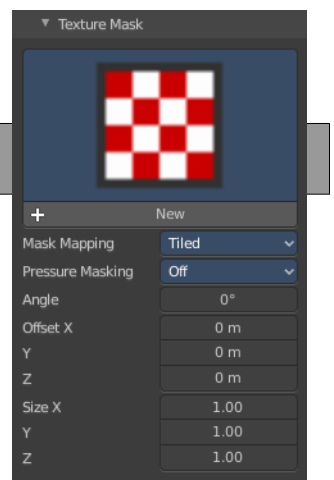 Texture Mask
New
Mask Mapping Tiled
Pressure Masking Off
Angle 0°
Offset X 0 m
Y 0 m
Z 0 m
Size X 1.00
Y 1.00
Z 1.00